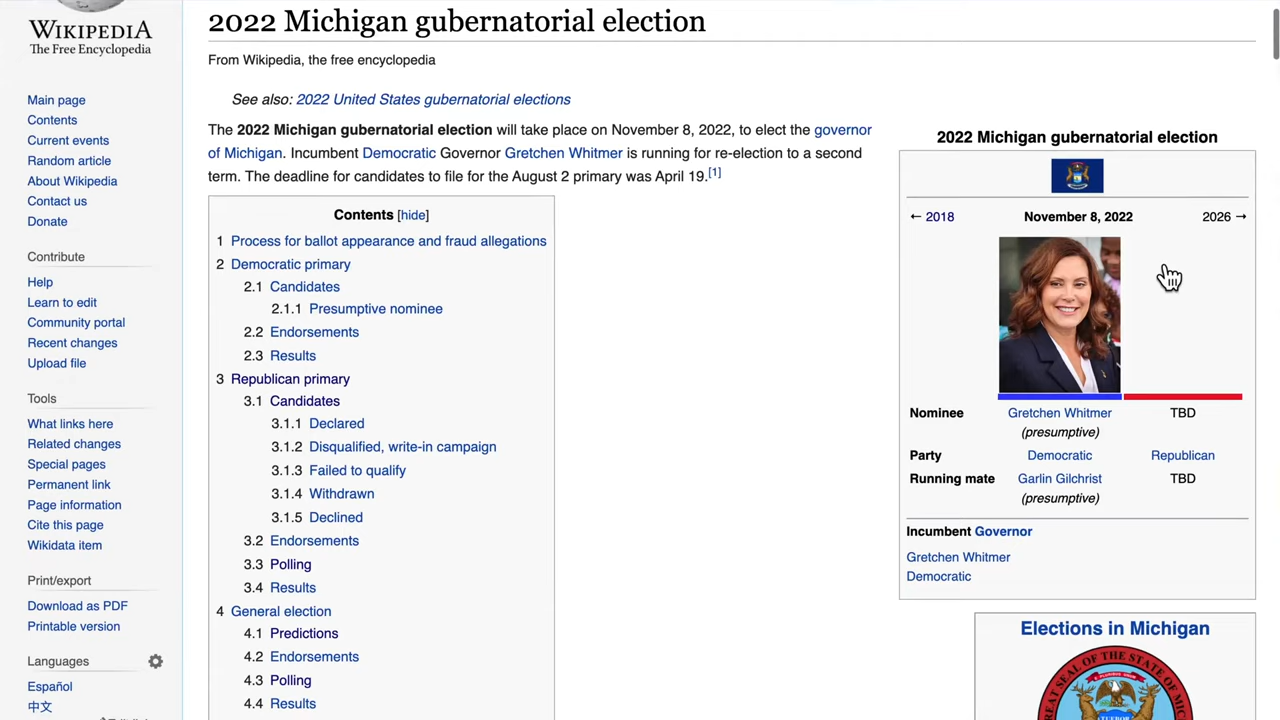 WIKIPEDIA
The Free Encyclopedia
Main page
Contents
Current events
Random article
About Wikipedia
Contact us
Donate
Contribute
Help
Learn to edit
Community portal
Recent changes
Upload file
Tools
What links here
Related changes
Special pages
Permanent link
Page information
Cite this page
Wikidata item
Print/export
Download as PDF
Printable version
Languages
Español
中文
2022 Michigan gubernatorial election
From Wikipedia, the free encyclopedia
See also: 2022 United States gubernatorial elections
The 2022 Michigan gubernatorial election will take place on November 8, 2022, to elect the governor
of Michigan. Incumbent Democratic Governor Gretchen Whitmer is running for re-election to a second
term. The deadline for candidates to file for the August 2 primary was April 19.[1]
Contents [hide]
1 Process for ballot appearance and fraud allegations
2 Democratic primary
2.1 Candidates
2.1.1 Presumptive nominee
2.2 Endorsements
2.3 Results
3 Republican primary
3.1 Candidates
3.1.1 Declared
3.1.2 Disqualified, write-in campaign
3.1.3 Failed to qualify
3.1.4 Withdrawn
3.1.5 Declined
3.2 Endorsements
3.3 Polling
3.4 Results
4 General election
4.1 Predictions
4.2 Endorsements
4.3 Polling
4.4 Results
2022 Michigan gubernatorial election
← 2018 November 8, 2022 2026 →
Nominee Gretchen Whitmer TBD
(presumptive)
Party Democratic Republican
Running mate Garlin Gilchrist TBD
(presumptive)
Incumbent Governor
Gretchen Whitmer
Democratic
Elections in Michigan